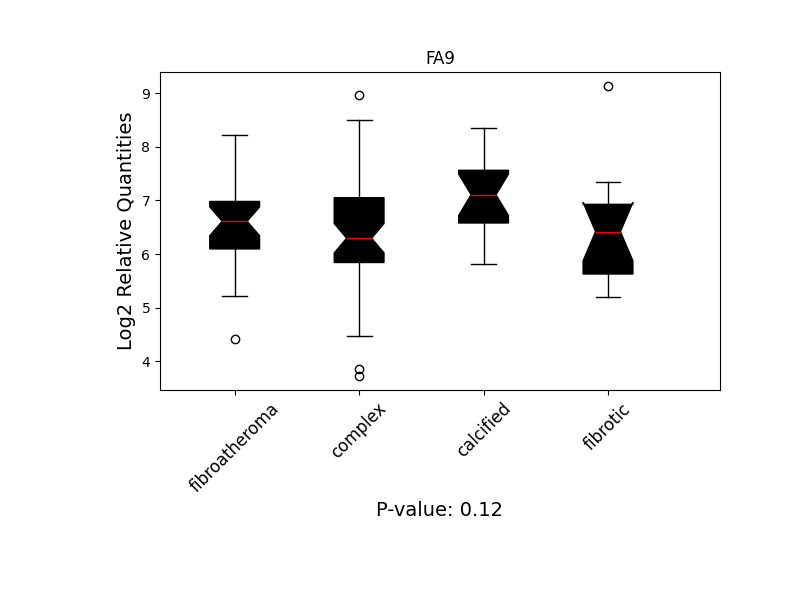 FA9
Log2 Relative Quantities
9
8
7
6
5
4
fibroatheroma
complex
calcified
fibrotic
P-value: 0.12